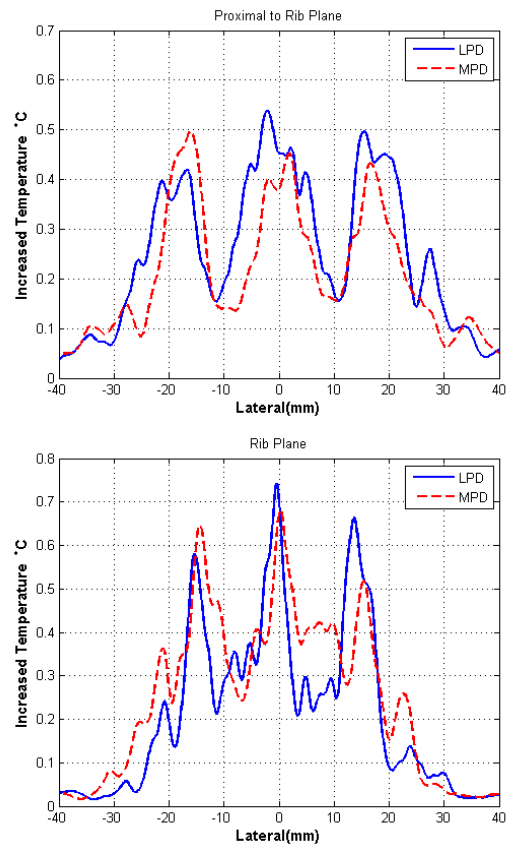 Proximal to Rib Plane
0.7
0.6
0.5
0.4
0.3
0.2
0.1
0
Increased Temperature °C
LPD
MPD
-40 -30 -20 -10 0 10 20 30 40
Lateral(mm)
Rib Plane
0.8
0.7
0.6
0.5
0.4
0.3
0.2
0.1
0
Increased Temperature °C
LPD
MPD
-40 -30 -20 -10 0 10 20 30 40
Lateral(mm)